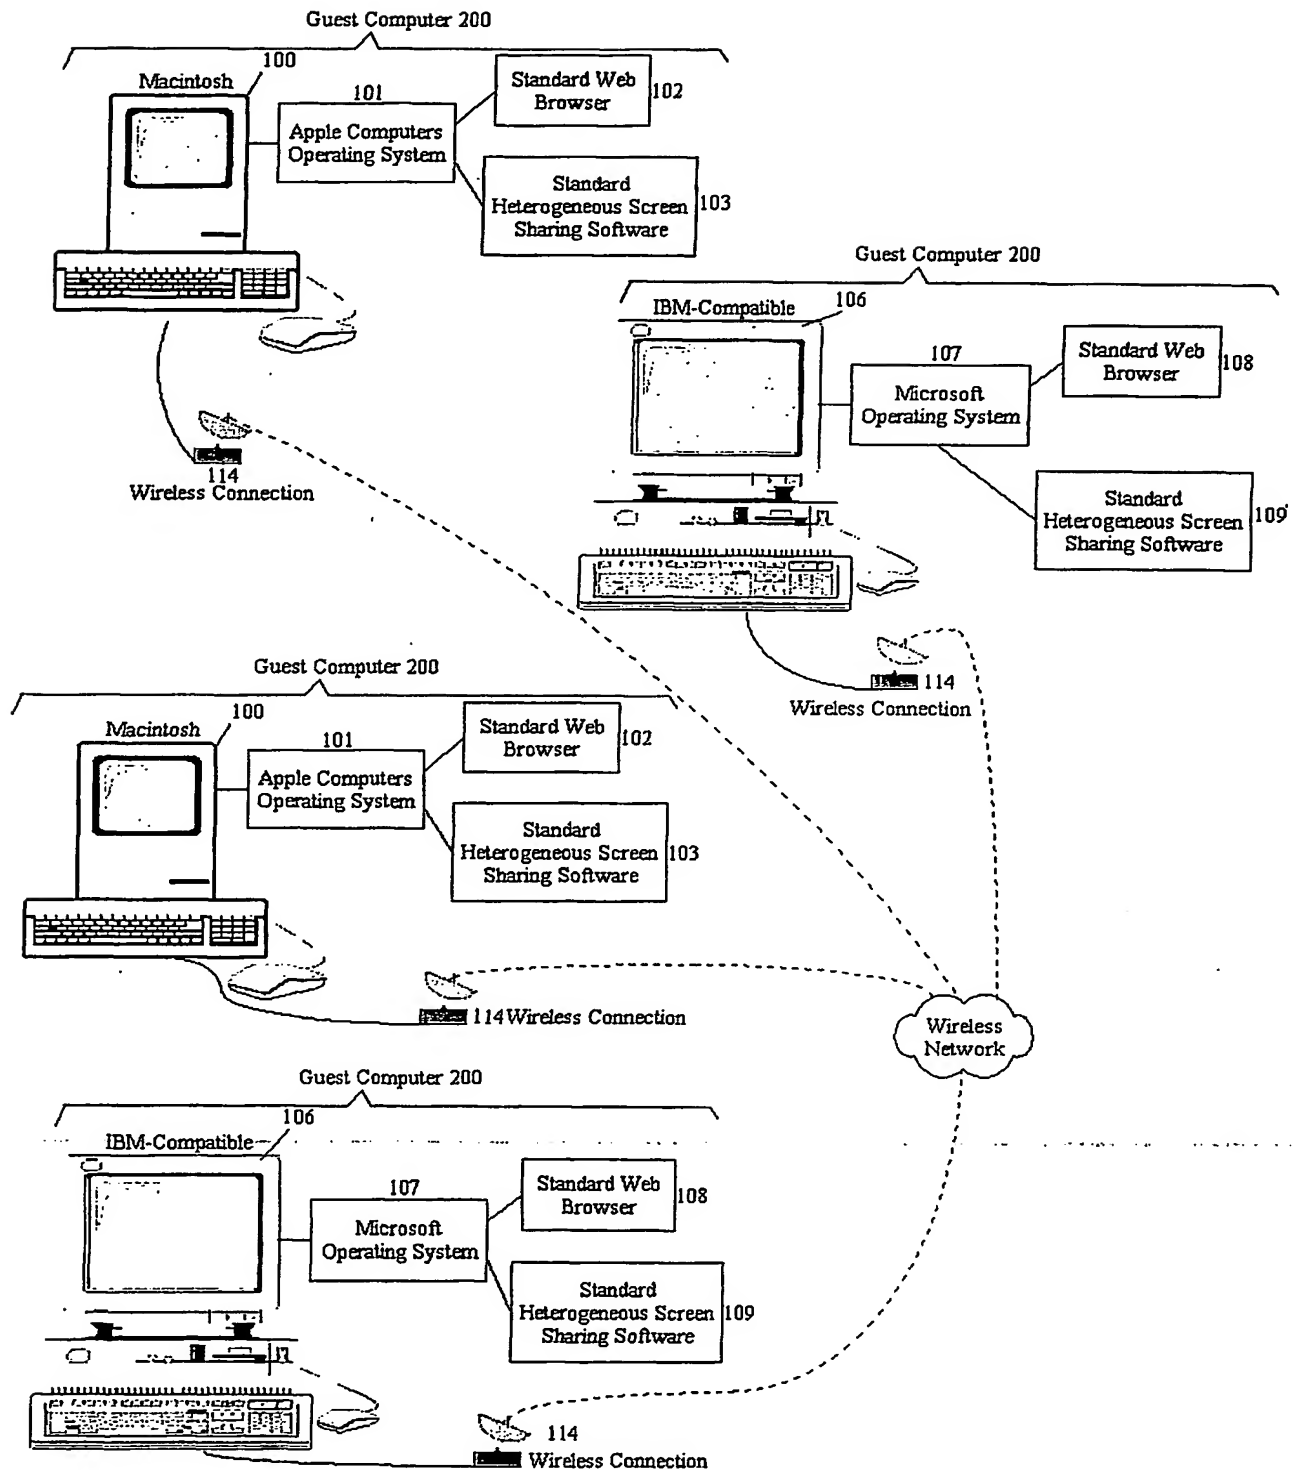 Guest Computer 200
100
Macintosh
101
Apple Computers
Operating System
Standard Web
Browser
102
Standard
Heterogeneous Screen
Sharing Software
103
114
Wireless Connection
Guest Computer 200
106
IBM-Compatible
107
Microsoft
Operating System
Standard Web
Browser
108
Standard
Heterogeneous Screen
Sharing Software
109
114
Wireless Connection
Guest Computer 200
100
Macintosh
101
Apple Computers
Operating System
Standard Web
Browser
102
Standard
Heterogeneous Screen
Sharing Software
103
114 Wireless Connection
Wireless
Network
Guest Computer 200
106
IBM-Compatible
107
Microsoft
Operating System
Standard Web
Browser
108
Standard
Heterogeneous Screen
Sharing Software
109
114
Wireless Connection